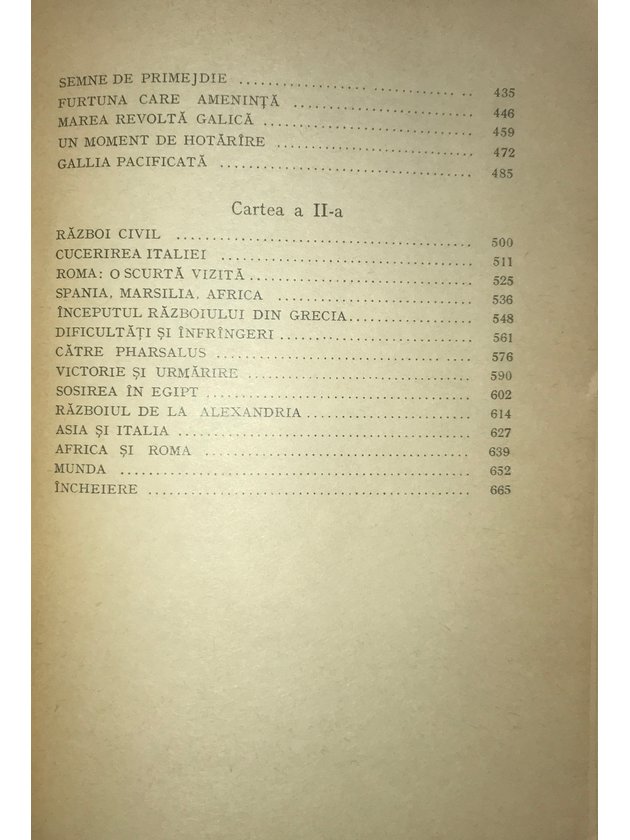 SEMNE DE PRIMEJDIE ........................................ 435
FURTUNA CARE AMENINȚĂ ........................................ 446
MAREA REVOLTĂ GALICĂ ........................................ 459
UN MOMENT DE HOTĂRÎRE ........................................ 472
GALLIA PACIFICATĂ ........................................ 485
Cartea a II-a
RĂZBOI CIVIL ........................................ 500
CUCERIREA ITALIEI ........................................ 511
ROMA: O SCURTĂ VIZITĂ ........................................ 525
SPANIA, MARSILIA, AFRICA ........................................ 536
ÎNCEPUTUL RĂZBOIULUI DIN GRECIA .................... 548
DIFICULTĂȚI ȘI ÎNFRÎNGERI ........................................ 561
CĂTRE PHARSALUS ........................................ 576
VICTORIE ȘI URMĂRIRE ........................................ 590
SOSIREA ÎN EGIPT ........................................ 602
RĂZBOIUL DE LA ALEXANDRIA ......................... 614
ASIA ȘI ITALIA ........................................ 627
AFRICA ȘI ROMA ........................................ 639
MUNDA ........................................ 652
ÎNCHEIERE ........................................ 665